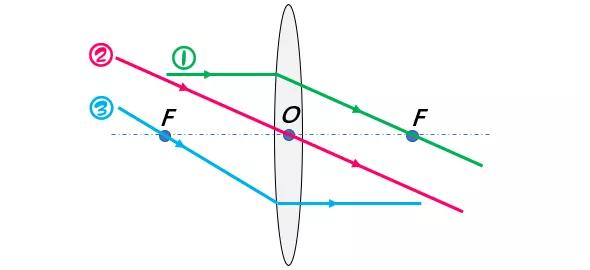 ①
②
③
F
O
F